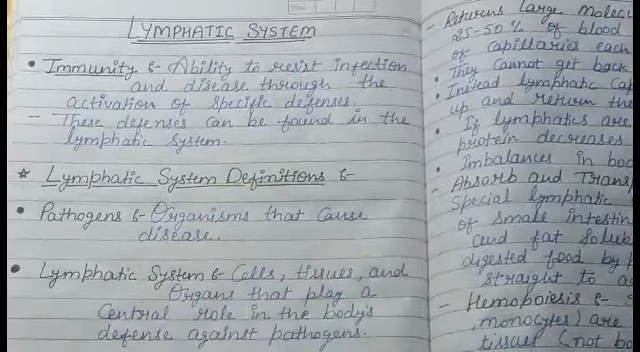 LYMPHATIC SYSTEM
• Immunity :- Ability to resist infection
and disease through the
activation of specific defenses.
- These defenses can be found in the
lymphatic system.
* Lymphatic System Definitions :-
• Pathogens :- Organisms that cause
disease.
• Lymphatic System :- Cells, tissues, and
Organs that play a
Central role in the body's
defense against pathogens.
- Returns large molecu
25-50% of blood
of capillaries each
• They cannot get back
• Instead lymphatic cap
up and return the
• If lymphatics are
protein decreases
• Imbalances in bod
- Absorb and Trans
Special lymphatic
of small intestin
and fat solub
digested food by
straight to
- Hemopoiesis :-
monocytes) are
tissues (not bo